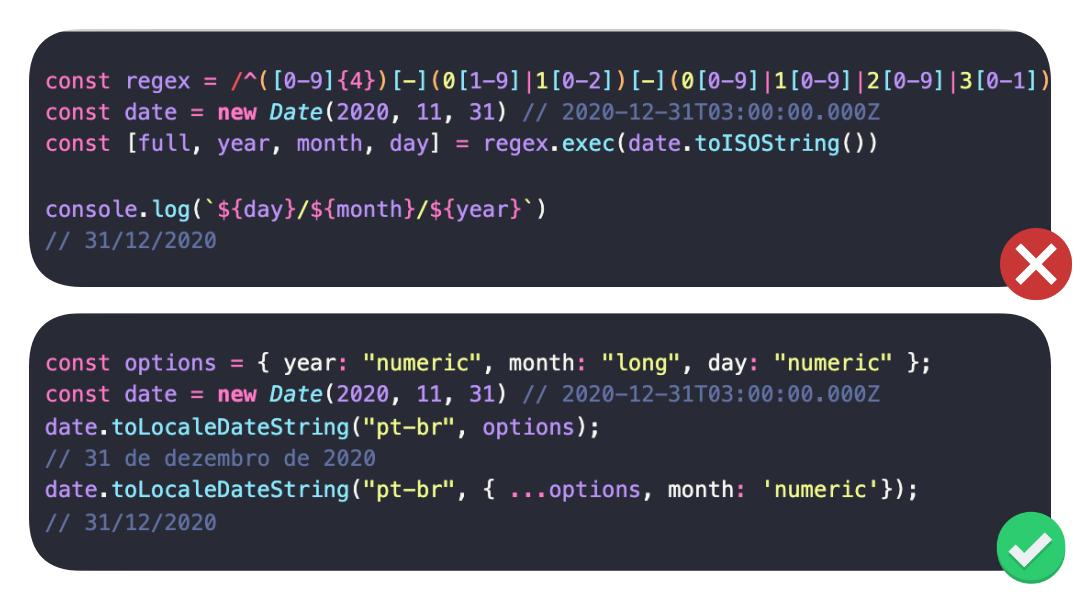 const regex = /^([0-9]{4})[-](0[1-9]|1[0-2])[-](0[0-9]|1[0-9]|2[0-9]|3[0-1])
const date = new Date(2020, 11, 31) // 2020-12-31T03:00:00.000Z
const [full, year, month, day] = regex.exec(date.toISOString())
console.log(`${day}/${month}/${year}`)
// 31/12/2020
const options = { year: "numeric", month: "long", day: "numeric" };
const date = new Date(2020, 11, 31) // 2020-12-31T03:00:00.000Z
date.toLocaleDateString("pt-br", options);
// 31 de dezembro de 2020
date.toLocaleDateString("pt-br", { ...options, month: 'numeric'});
// 31/12/2020